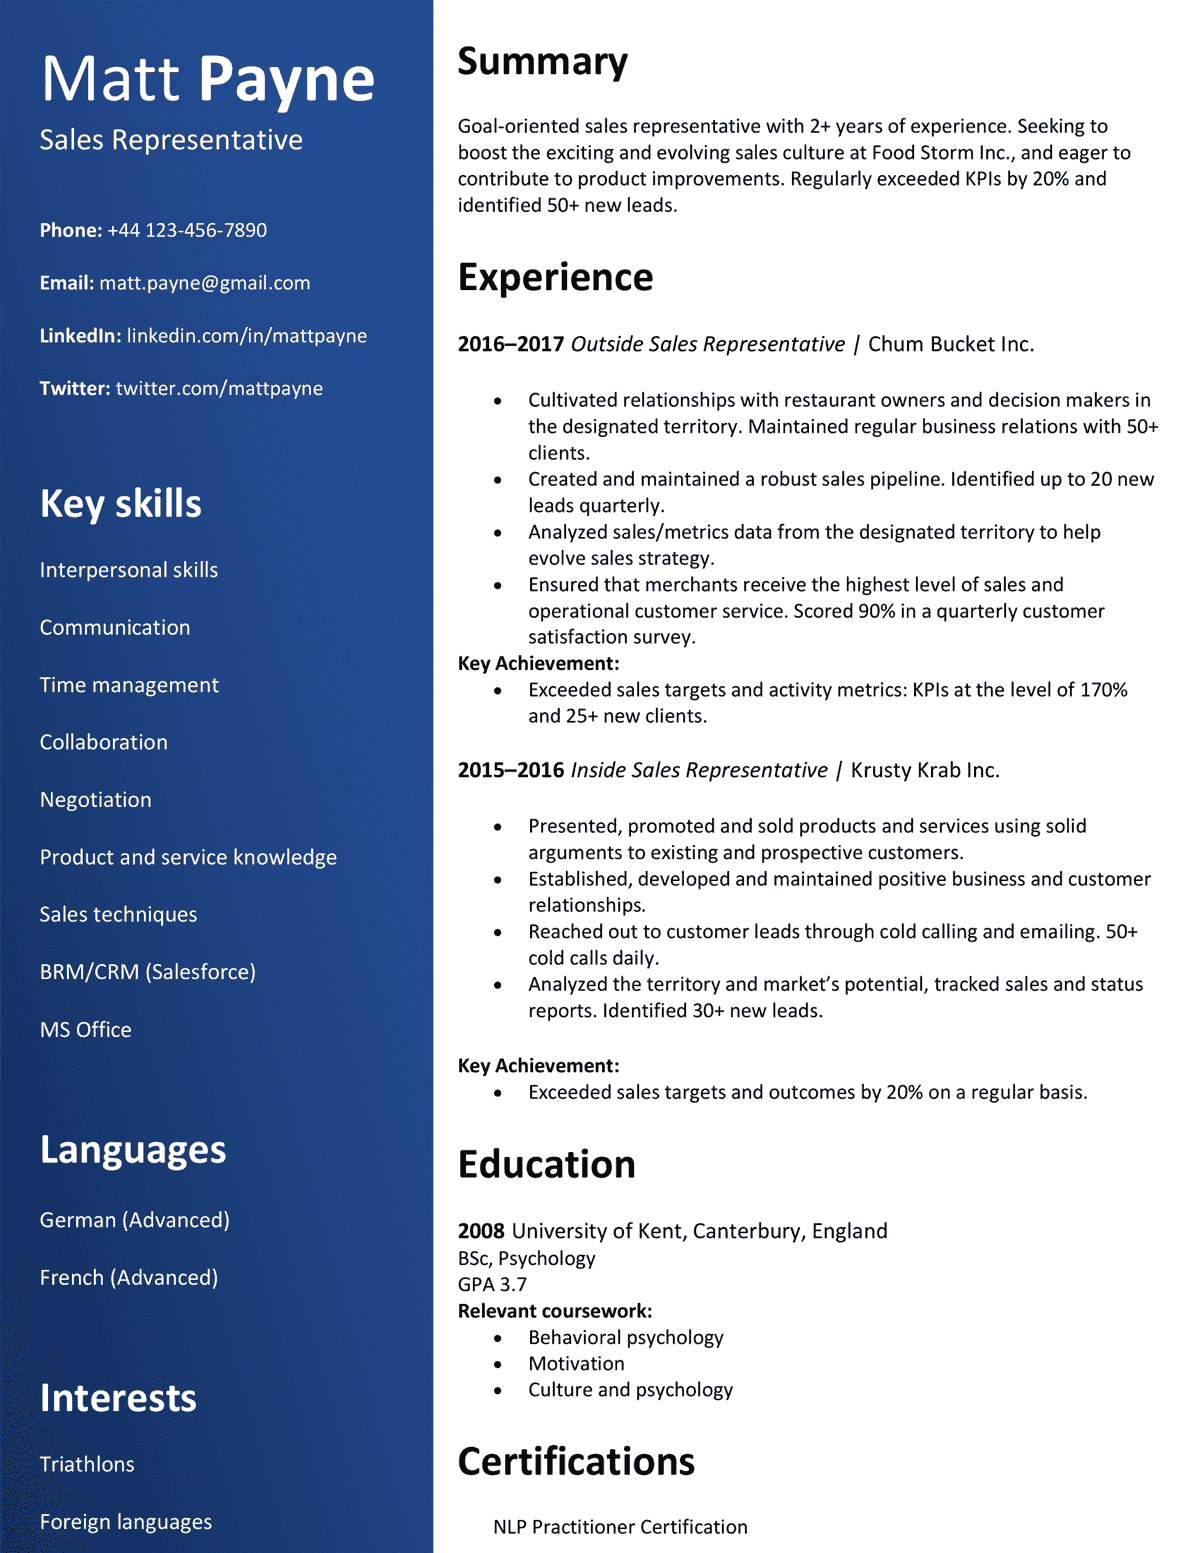 Matt Payne
Sales Representative
Phone: +44 123-456-7890
Email: matt.payne@gmail.com
LinkedIn: linkedin.com/in/mattpayne
Twitter: twitter.com/mattpayne
Key skills
Interpersonal skills
Communication
Time management
Collaboration
Negotiation
Product and service knowledge
Sales techniques
BRM/CRM (Salesforce)
MS Office
Languages
German (Advanced)
French (Advanced)
Interests
Triathlons
Foreign languages
Summary
Goal-oriented sales representative with 2+ years of experience. Seeking to
boost the exciting and evolving sales culture at Food Storm Inc., and eager to
contribute to product improvements. Regularly exceeded KPIs by 20% and
identified 50+ new leads.
Experience
2016–2017 Outside Sales Representative | Chum Bucket Inc.
• Cultivated relationships with restaurant owners and decision makers in
the designated territory. Maintained regular business relations with 50+
clients.
• Created and maintained a robust sales pipeline. Identified up to 20 new
leads quarterly.
• Analyzed sales/metrics data from the designated territory to help
evolve sales strategy.
• Ensured that merchants receive the highest level of sales and
operational customer service. Scored 90% in a quarterly customer
satisfaction survey.
Key Achievement:
• Exceeded sales targets and activity metrics: KPIs at the level of 170%
and 25+ new clients.
2015–2016 Inside Sales Representative | Krusty Krab Inc.
• Presented, promoted and sold products and services using solid
arguments to existing and prospective customers.
• Established, developed and maintained positive business and customer
relationships.
• Reached out to customer leads through cold calling and emailing. 50+
cold calls daily.
• Analyzed the territory and market’s potential, tracked sales and status
reports. Identified 30+ new leads.
Key Achievement:
• Exceeded sales targets and outcomes by 20% on a regular basis.
Education
2008 University of Kent, Canterbury, England
BSc, Psychology
GPA 3.7
Relevant coursework:
• Behavioral psychology
• Motivation
• Culture and psychology
Certifications
NLP Practitioner Certification